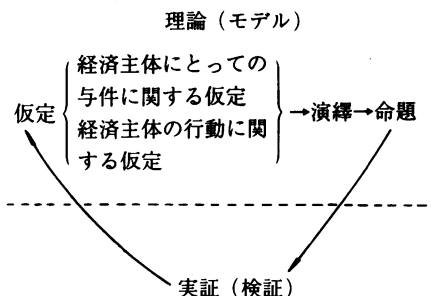 理論（モデル）
経済主体にとっての
与件に関する仮定
経済主体の行動に関
する仮定
仮定
→演繹→命題
実証（検証）